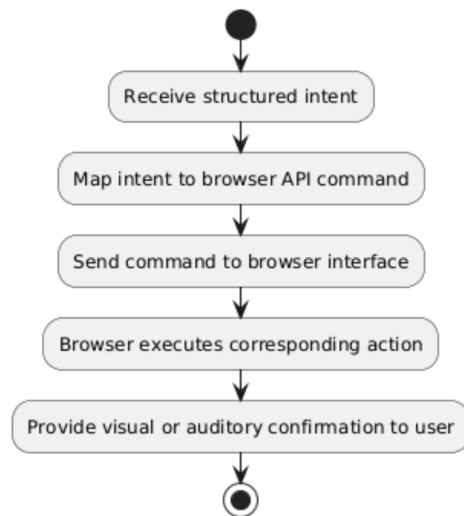 Receive structured intent
Map intent to browser API command
Send command to browser interface
Browser executes corresponding action
Provide visual or auditory confirmation to user